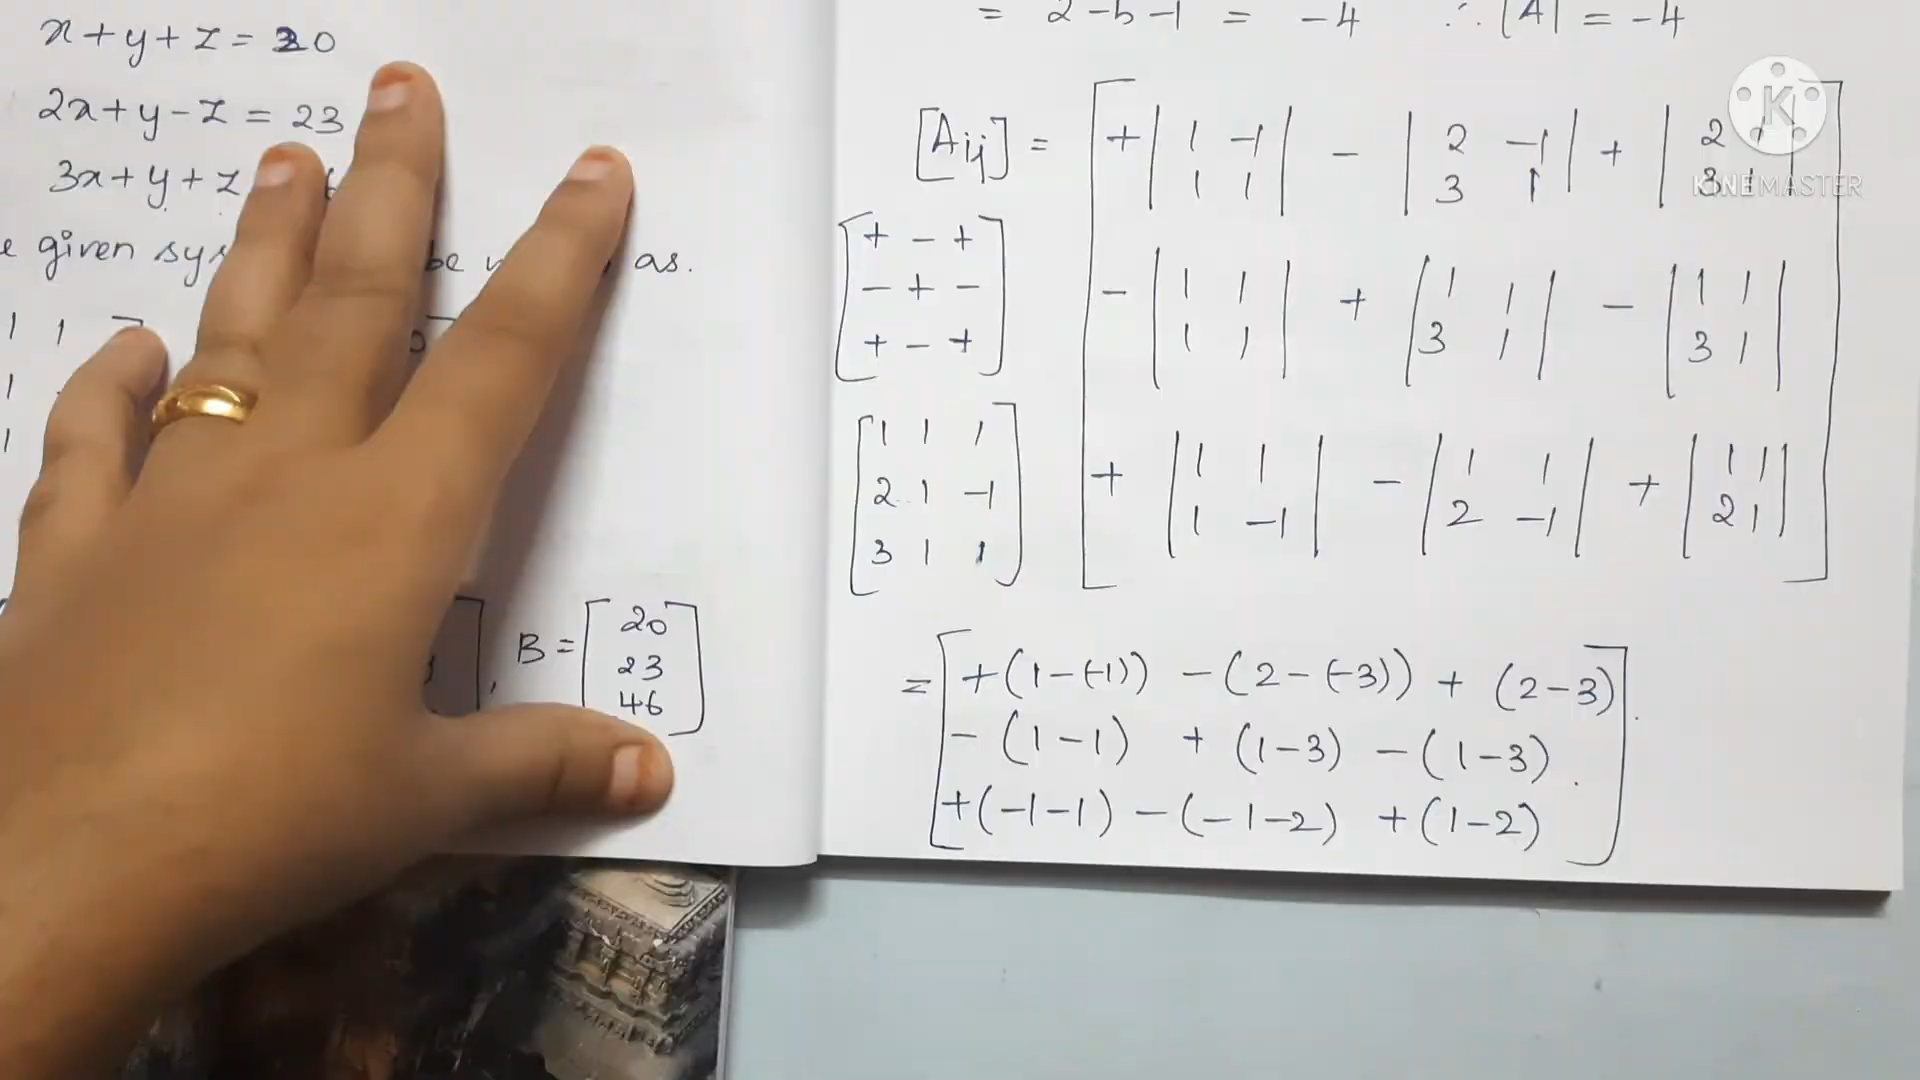 x+y+z = 20
2x+y-z = 23
3x+y+z
given be as.
1 1
1
1
B = [20
23
46]
= 2-5-1 = -4 ∴ |A| = -4
[Aij] = [+|1 -1| - |2 -1| + |2 1|
|1 1| |3 1| |3 1|
-|1 1| + |1 1| - |1 1|
|1 1| |3 1| |3 1|
+|1 1| - |1 1| + |1 1|
|1 -1| |2 -1| |2 1|]
[+ - +
- + -
+ - +]
[1 1 1
2 1 -1
3 1 1]
= [+(1-(-1)) -(2-(-3)) + (2-3)
-(1-1) + (1-3) -(1-3)
+(-1-1) -(-1-2) +(1-2)]
K
KINEMASTER